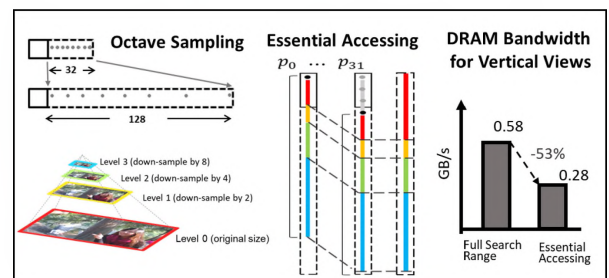 Octave Sampling
32
128
Level 3 (down-sample by 8)
Level 2 (down-sample by 4)
Level 1 (down-sample by 2)
Level 0 (original size)
Essential Accessing
p0 ... p31
DRAM Bandwidth
for Vertical Views
GB/s
0.58
-53%
0.28
Full Search
Range
Essential
Accessing